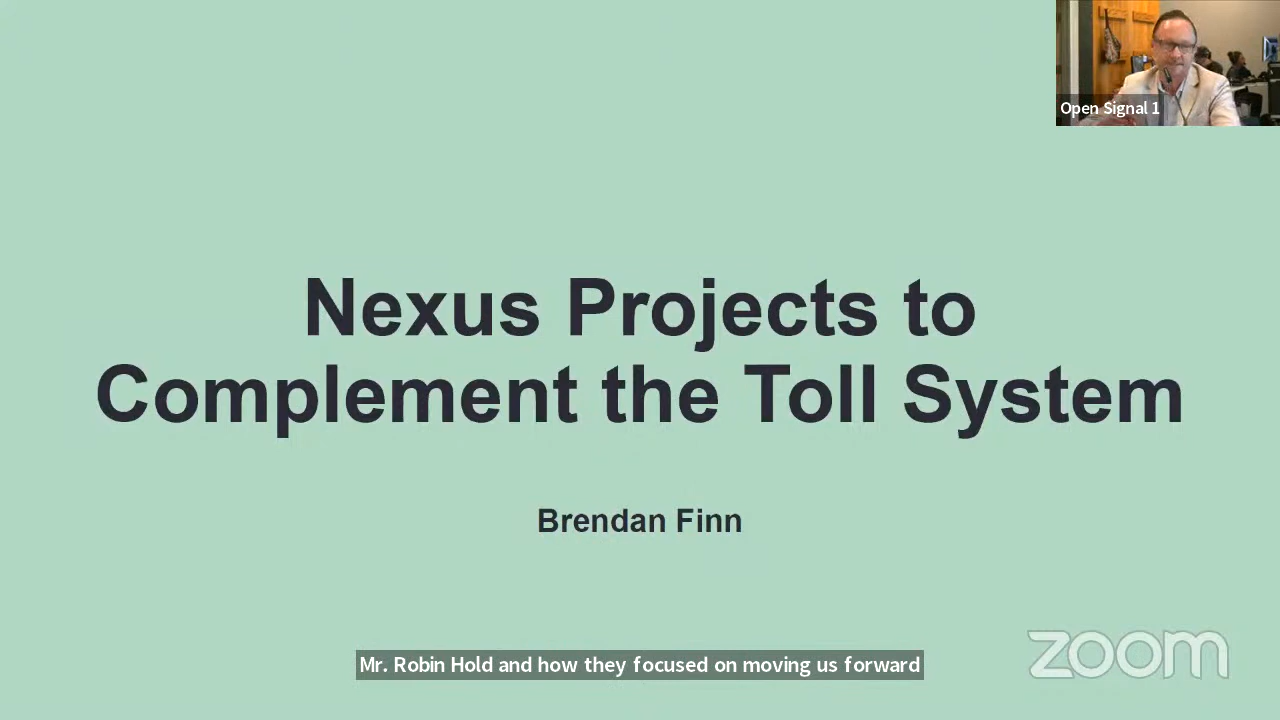 Open Signal 1
Nexus Projects to
Complement the Toll System
Brendan Finn
Mr. Robin Hold and how they focused on moving us forward
zoom